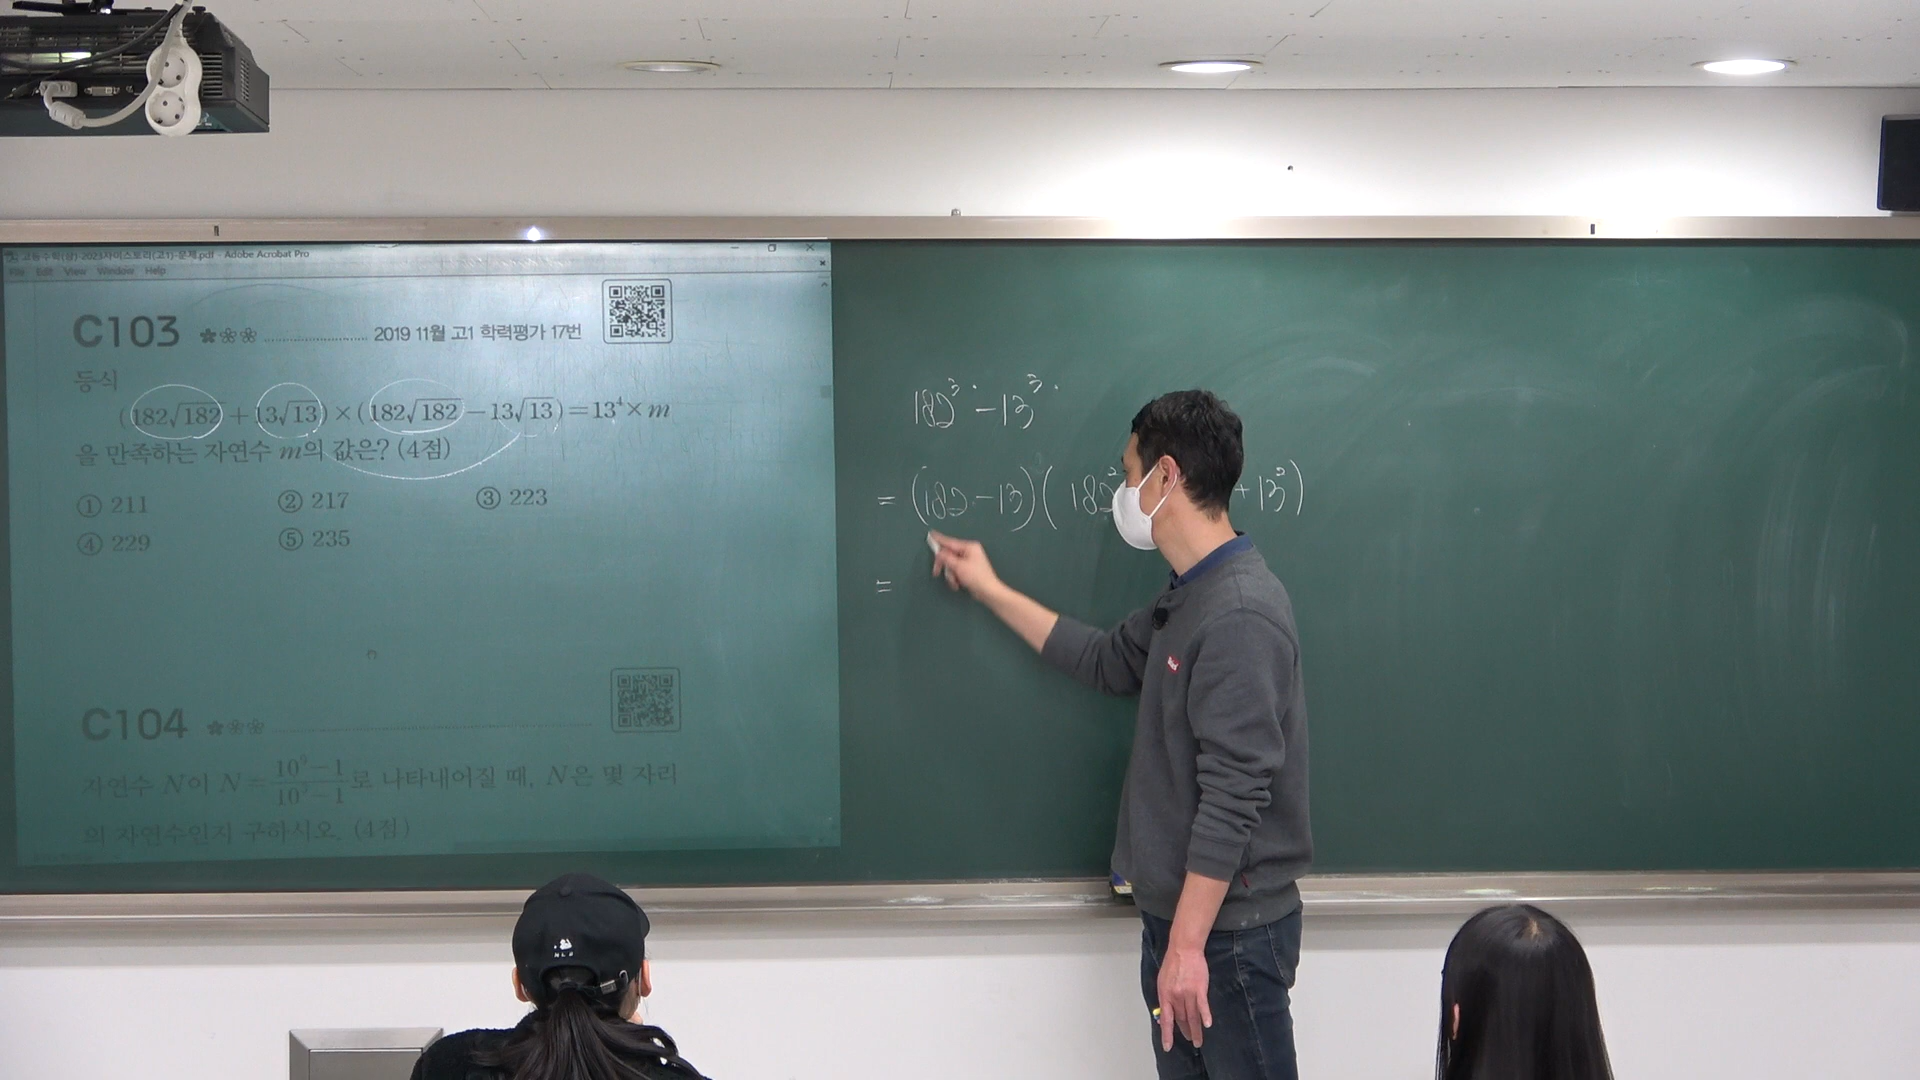 고등수학(상)-2023자이스토리(고1)-문제.pdf - Adobe Acrobat Pro
File Edit View Window Help
C103 2019 11월 고1 학력평가 17번
등식
(182√182 + 13√13) × (182√182 − 13√13) = 13⁴ × m
을 만족하는 자연수 m의 값은? (4점)
① 211 ② 217 ③ 223
④ 229 ⑤ 235
C104
자연수 N이 N = (10⁹−1)/(10³−1)로 나타내어질 때, N은 몇 자리
의 자연수인지 구하시오. (4점)
182³ − 13³
= (182 − 13)(182² + 13²)
=